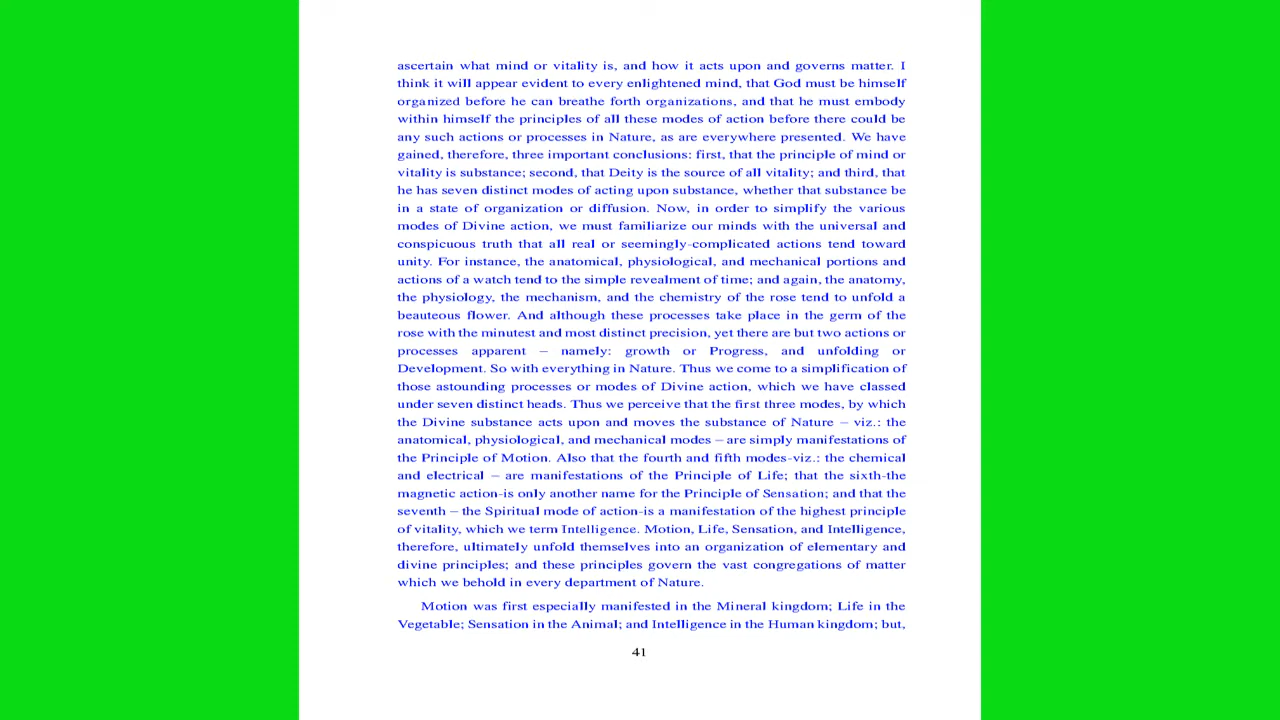 ascertain what mind or vitality is, and how it acts upon and governs matter. I
think it will appear evident to every enlightened mind, that God must be himself
organized before he can breathe forth organizations, and that he must embody
within himself the principles of all these modes of action before there could be
any such actions or processes in Nature, as are everywhere presented. We have
gained, therefore, three important conclusions: first, that the principle of mind or
vitality is substance; second, that Deity is the source of all vitality; and third, that
he has seven distinct modes of acting upon substance, whether that substance be
in a state of organization or diffusion. Now, in order to simplify the various
modes of Divine action, we must familiarize our minds with the universal and
conspicuous truth that all real or seemingly-complicated actions tend toward
unity. For instance, the anatomical, physiological, and mechanical portions and
actions of a watch tend to the simple revealment of time; and again, the anatomy,
the physiology, the mechanism, and the chemistry of the rose tend to unfold a
beauteous flower. And although these processes take place in the germ of the
rose with the minutest and most distinct precision, yet there are but two actions or
processes apparent – namely: growth or Progress, and unfolding or
Development. So with everything in Nature. Thus we come to a simplification of
those astounding processes or modes of Divine action, which we have classed
under seven distinct heads. Thus we perceive that the first three modes, by which
the Divine substance acts upon and moves the substance of Nature – viz.: the
anatomical, physiological, and mechanical modes – are simply manifestations of
the Principle of Motion. Also that the fourth and fifth modes-viz.: the chemical
and electrical – are manifestations of the Principle of Life; that the sixth-the
magnetic action-is only another name for the Principle of Sensation; and that the
seventh – the Spiritual mode of action-is a manifestation of the highest principle
of vitality, which we term Intelligence. Motion, Life, Sensation, and Intelligence,
therefore, ultimately unfold themselves into an organization of elementary and
divine principles; and these principles govern the vast congregations of matter
which we behold in every department of Nature.
Motion was first especially manifested in the Mineral kingdom; Life in the
Vegetable; Sensation in the Animal; and Intelligence in the Human kingdom; but,
41